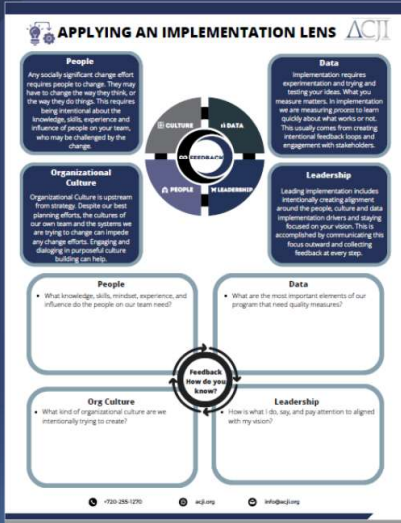 APPLYING AN IMPLEMENTATION LENS
ACJI
People
Any socially significant change effort
requires people to change. They may
have to change the way they think, or
the way they do things. This requires
being intentional about the
knowledge, skills, experience and
influence of people on your team,
who may be challenged by the
change.
Data
Implementation requires
experimentation and trying and
testing your ideas. What you
measure matters. In implementation
we are measuring process to learn
quickly about what works or not.
This usually comes from creating
intentional feedback loops and
engagement with stakeholders.
CULTURE
DATA
FEEDBACK
PEOPLE
LEADERSHIP
Organizational
Culture
Organizational Culture is upstream
from strategy. Despite our best
planning efforts, the cultures of
our own team and the systems we
are trying to change can impede
any change efforts. Engaging and
dialoging in purposeful culture
building can help.
Leadership
Leading implementation includes
intentionally creating alignment
around the people, culture and data
implementation drivers and staying
focused on your vision. This is
accomplished by communicating this
focus outward and collecting
feedback at every step.
People
• What knowledge, skills, mindset, experience, and
influence do the people on our team need?
Data
• What are the most important elements of our
program that need quality measures?
Feedback
How do you
know?
Org Culture
• What kind of organizational culture are we
intentionally trying to create?
Leadership
• How is what I do, say, and pay attention to aligned
with my vision?
+720-255-1270
acji.org
info@acji.org